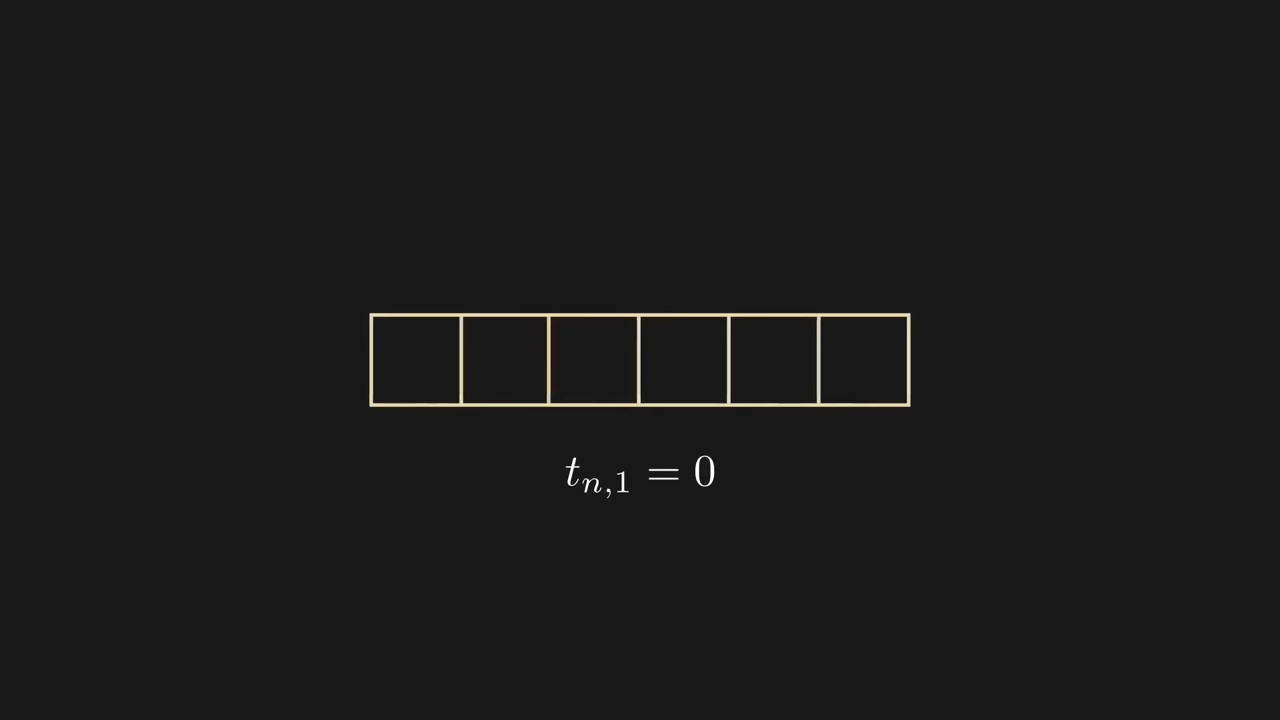 t_{n,1} = 0